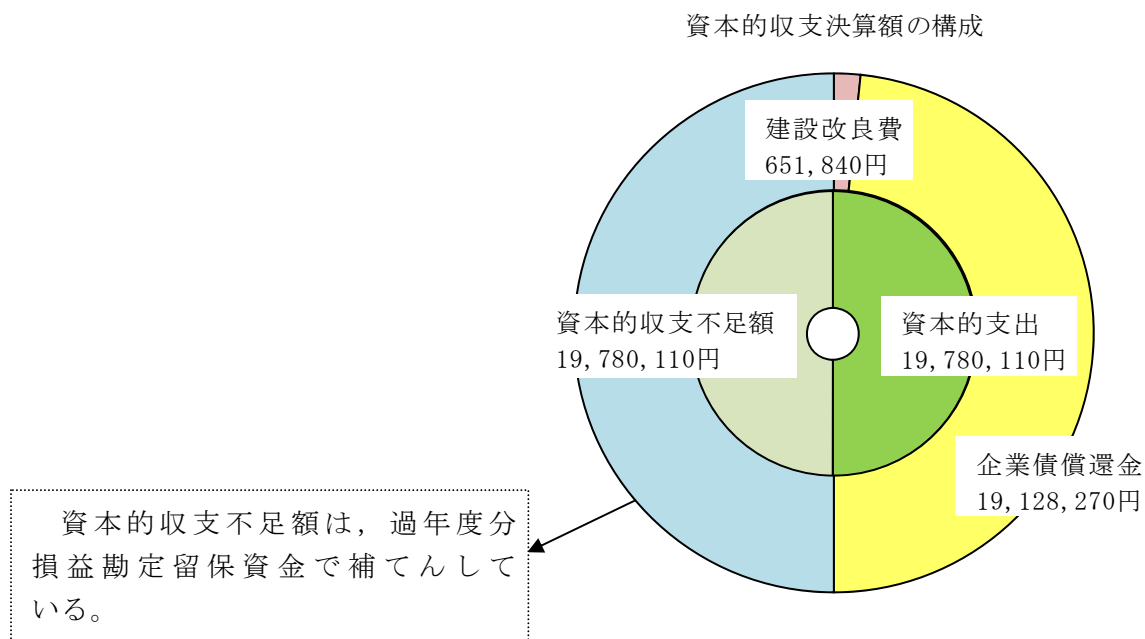 資本的収支決算額の構成
建設改良費
651,840円
資本的収支不足額
19,780,110円
資本的支出
19,780,110円
企業債償還金
19,128,270円
資本的収支不足額は，過年度分
損益勘定留保資金で補てんして
いる。